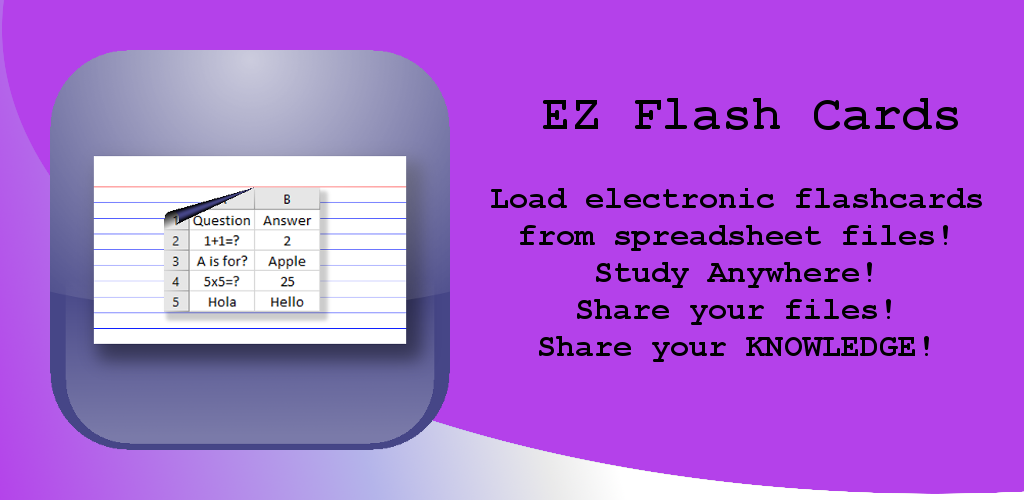 B
1 Question Answer
2 1+1=? 2
3 A is for? Apple
4 5x5=? 25
5 Hola Hello
EZ Flash Cards
Load electronic flashcards
from spreadsheet files!
Study Anywhere!
Share your files!
Share your KNOWLEDGE!